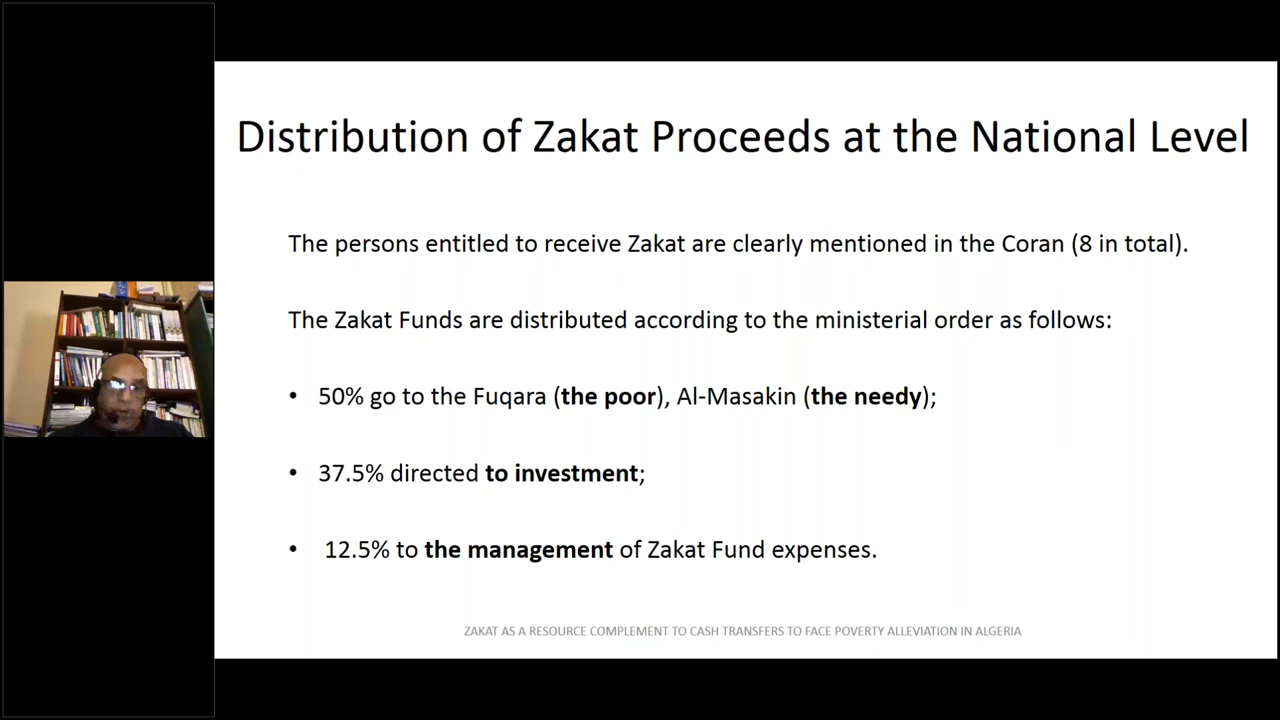 Distribution of Zakat Proceeds at the National Level
The persons entitled to receive Zakat are clearly mentioned in the Coran (8 in total).
The Zakat Funds are distributed according to the ministerial order as follows:
• 50% go to the Fuqara (the poor), Al-Masakin (the needy);
• 37.5% directed to investment;
• 12.5% to the management of Zakat Fund expenses.
ZAKAT AS A RESOURCE COMPLEMENT TO CASH TRANSFERS TO FACE POVERTY ALLEVIATION IN ALGERIA